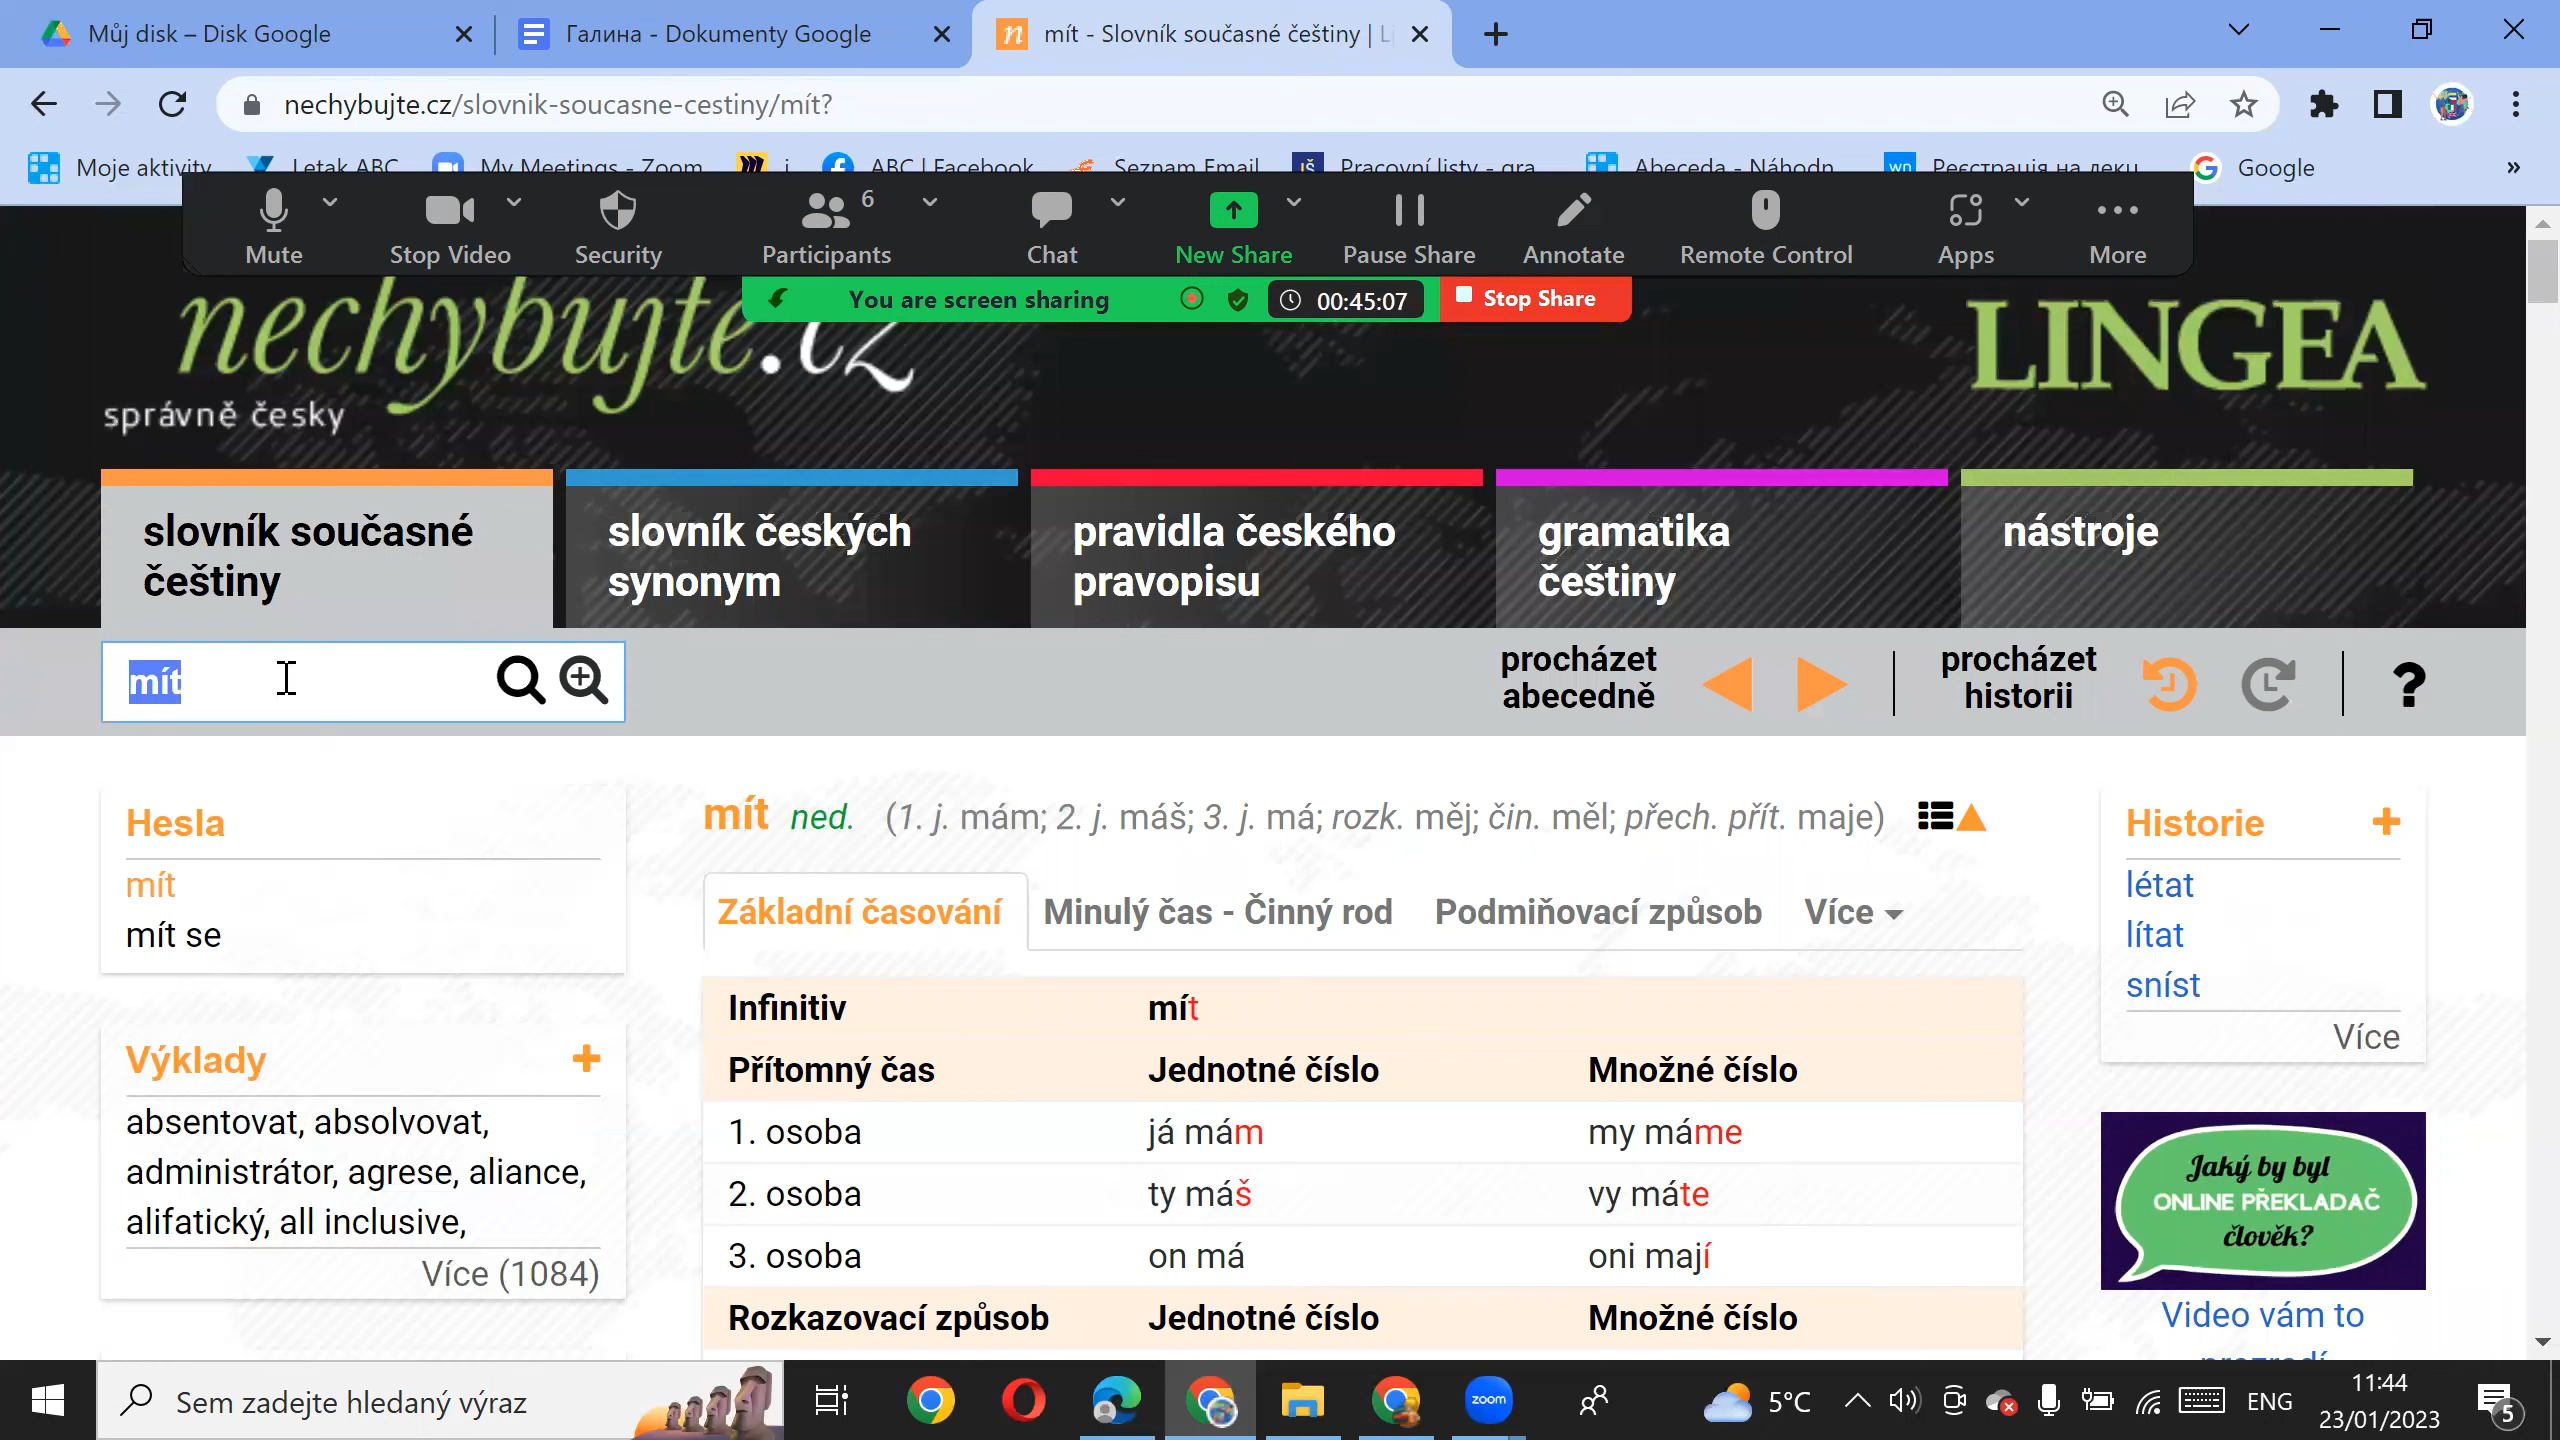 Můj disk – Disk Google
Галина - Dokumenty Google
mít - Slovník současné češtiny |
nechybujte.cz/slovnik-soucasne-cestiny/mít?
Moje aktivity
Letak ABC
My Meetings - Zoom
i
ABC | Facebook
Seznam Email
Pracovní listy - gra
Abeceda - Náhodn
Реєстрація на леки
Google
»
Mute
Stop Video
Security
Participants
6
Chat
New Share
Pause Share
Annotate
Remote Control
Apps
More
You are screen sharing
00:45:07
Stop Share
nechybujte.cz
správně česky
LINGEA
slovník současné
češtiny
slovník českých
synonym
pravidla českého
pravopisu
gramatika
češtiny
nástroje
mít
procházet
abecedně
procházet
historii
?
Hesla
mít
mít se
Výklady
absentovat, absolvovat,
administrátor, agrese, aliance,
alifatický, all inclusive,
Více (1084)
mít ned. (1. j. mám; 2. j. máš; 3. j. má; rozk. měj; čin. měl; přech. přít. maje)
Základní časování
Minulý čas - Činný rod
Podmiňovací způsob
Více
Infinitiv mít
Přítomný čas Jednotné číslo Množné číslo
1. osoba já mám my máme
2. osoba ty máš vy máte
3. osoba on má oni mají
Rozkazovací způsob Jednotné číslo Množné číslo
Historie
létat
lítat
sníst
Více
Jaký by byl
ONLINE PŘEKLADAČ
člověk?
Video vám to
prozradí
Sem zadejte hledaný výraz
zoom
5°C
ENG
11:44
23/01/2023
5